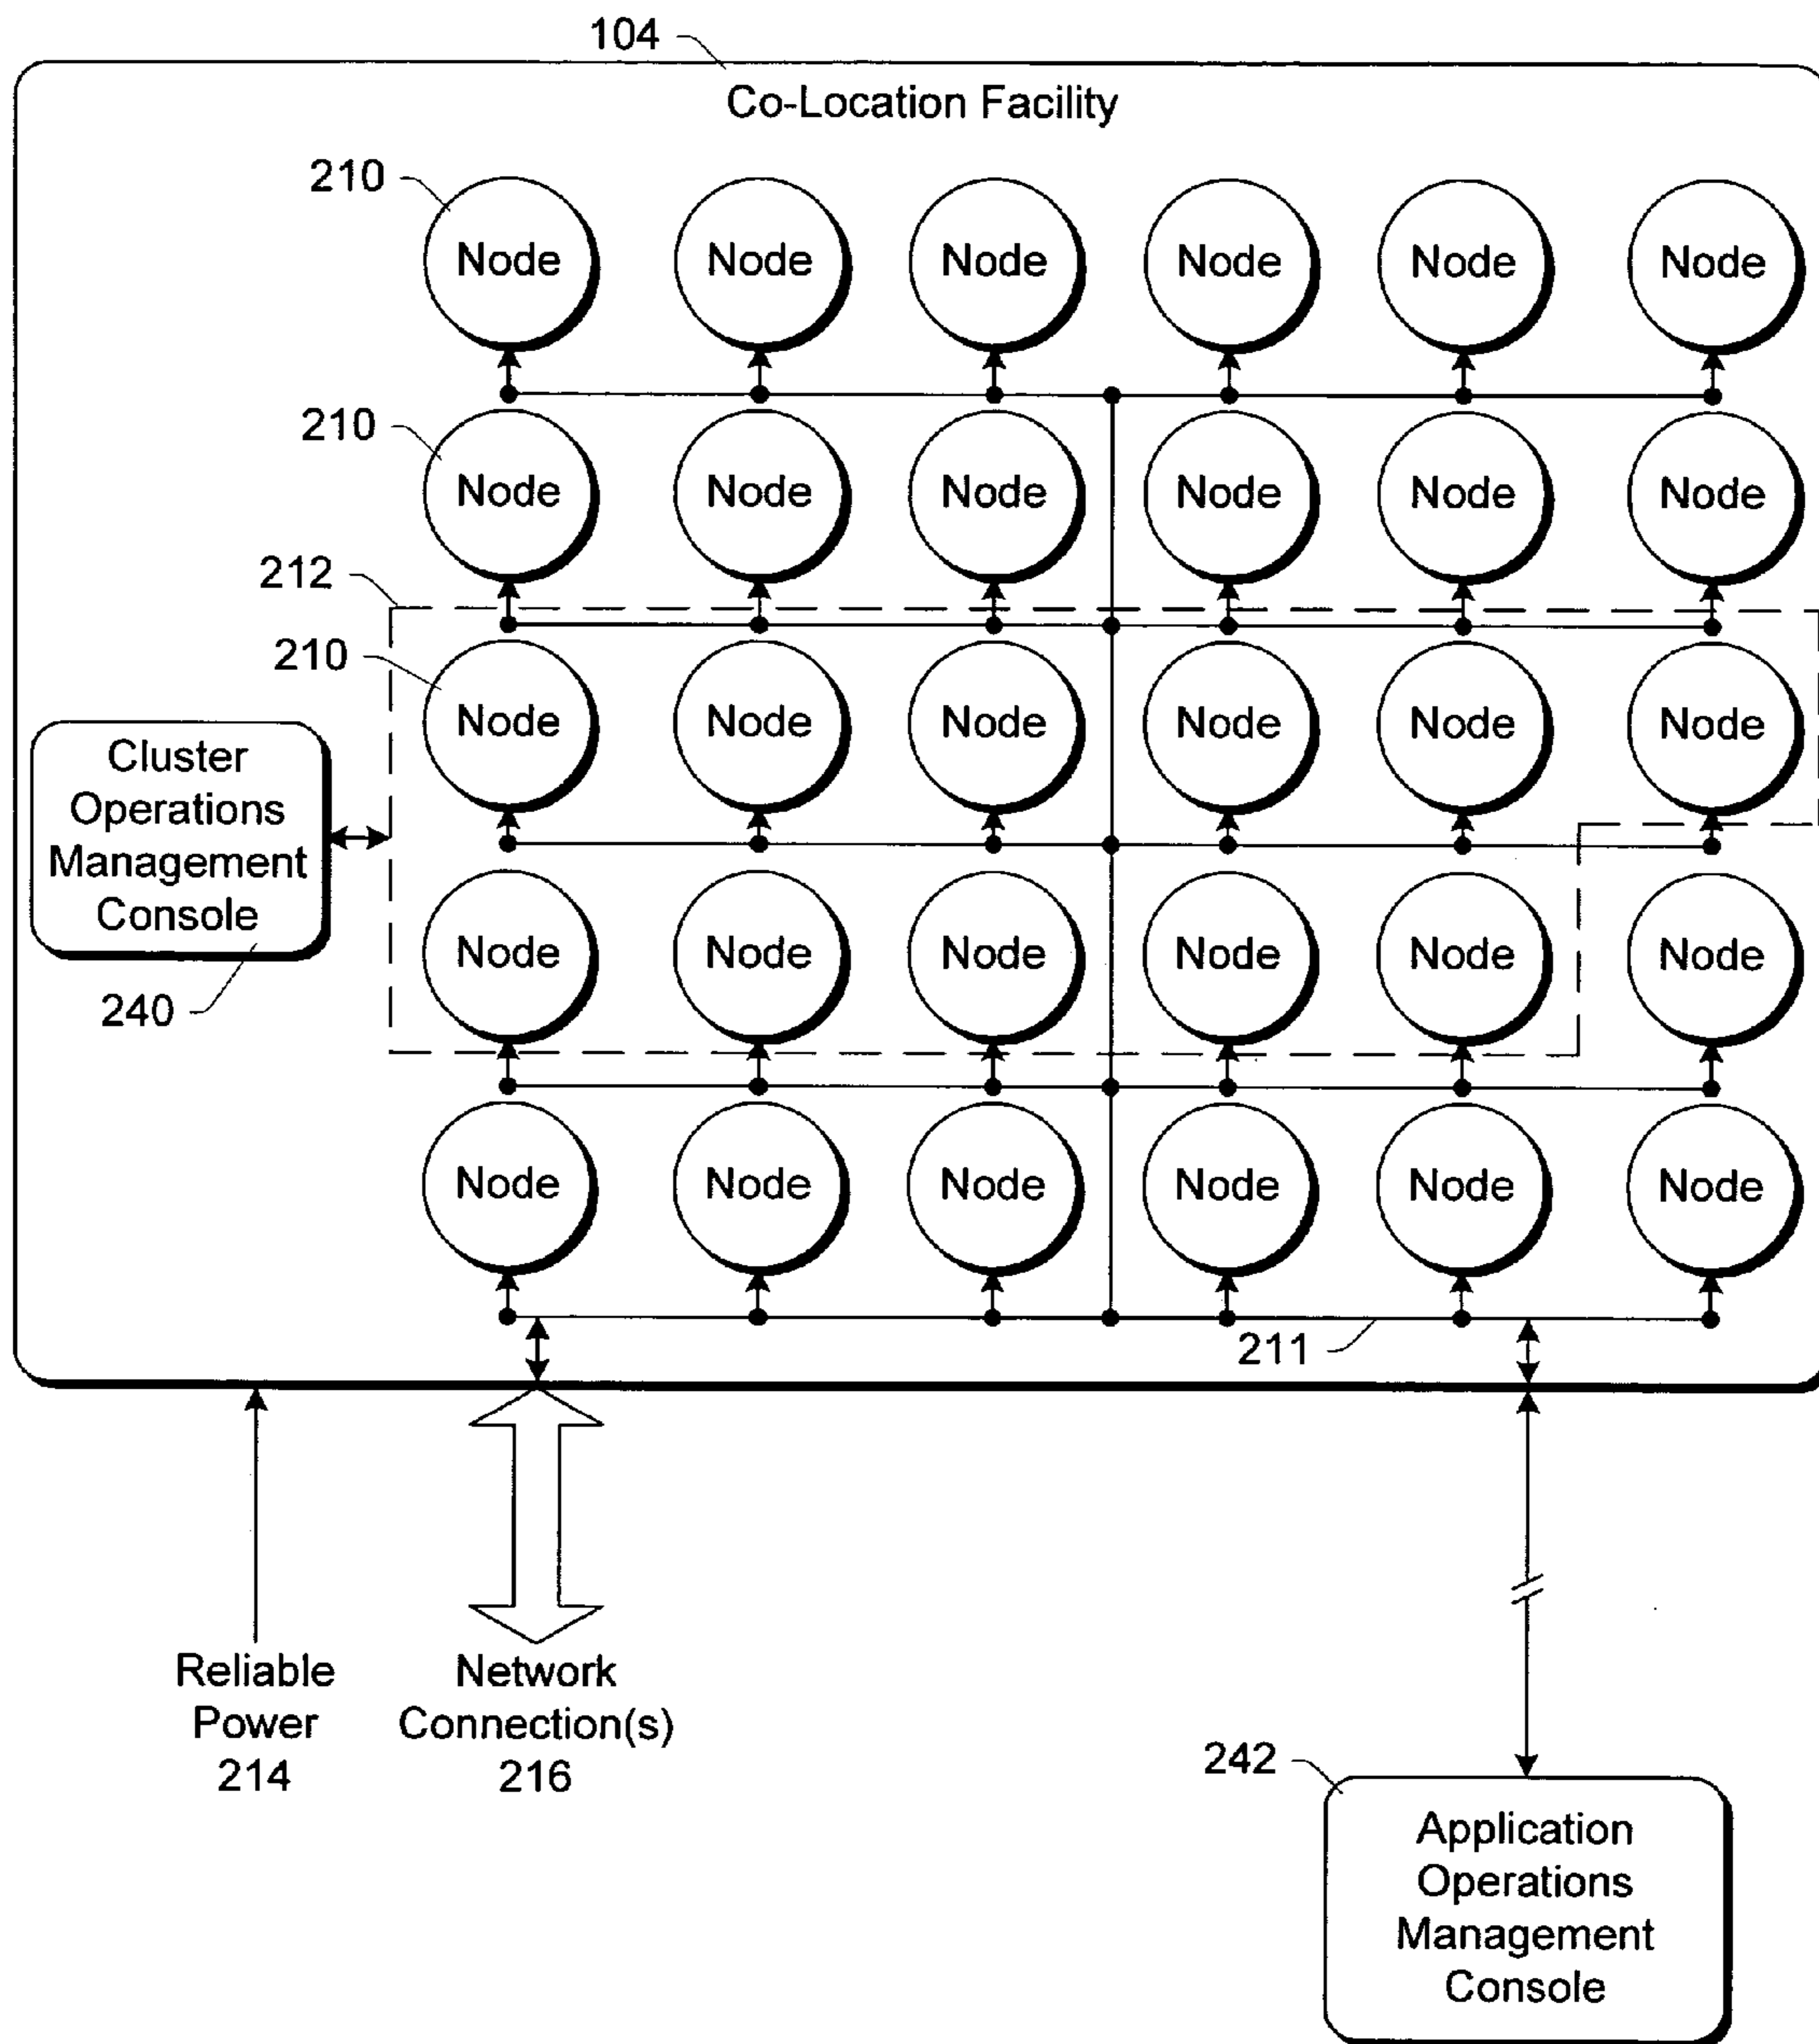 104
Co-Location Facility
210
Node Node Node Node Node Node
210
Node Node Node Node Node Node
212
210
Node Node Node Node Node Node
Cluster
Operations
Management
Console
240
Node Node Node Node Node Node
Node Node Node Node Node Node
211
Reliable
Power
214
Network
Connection(s)
216
242
Application
Operations
Management
Console